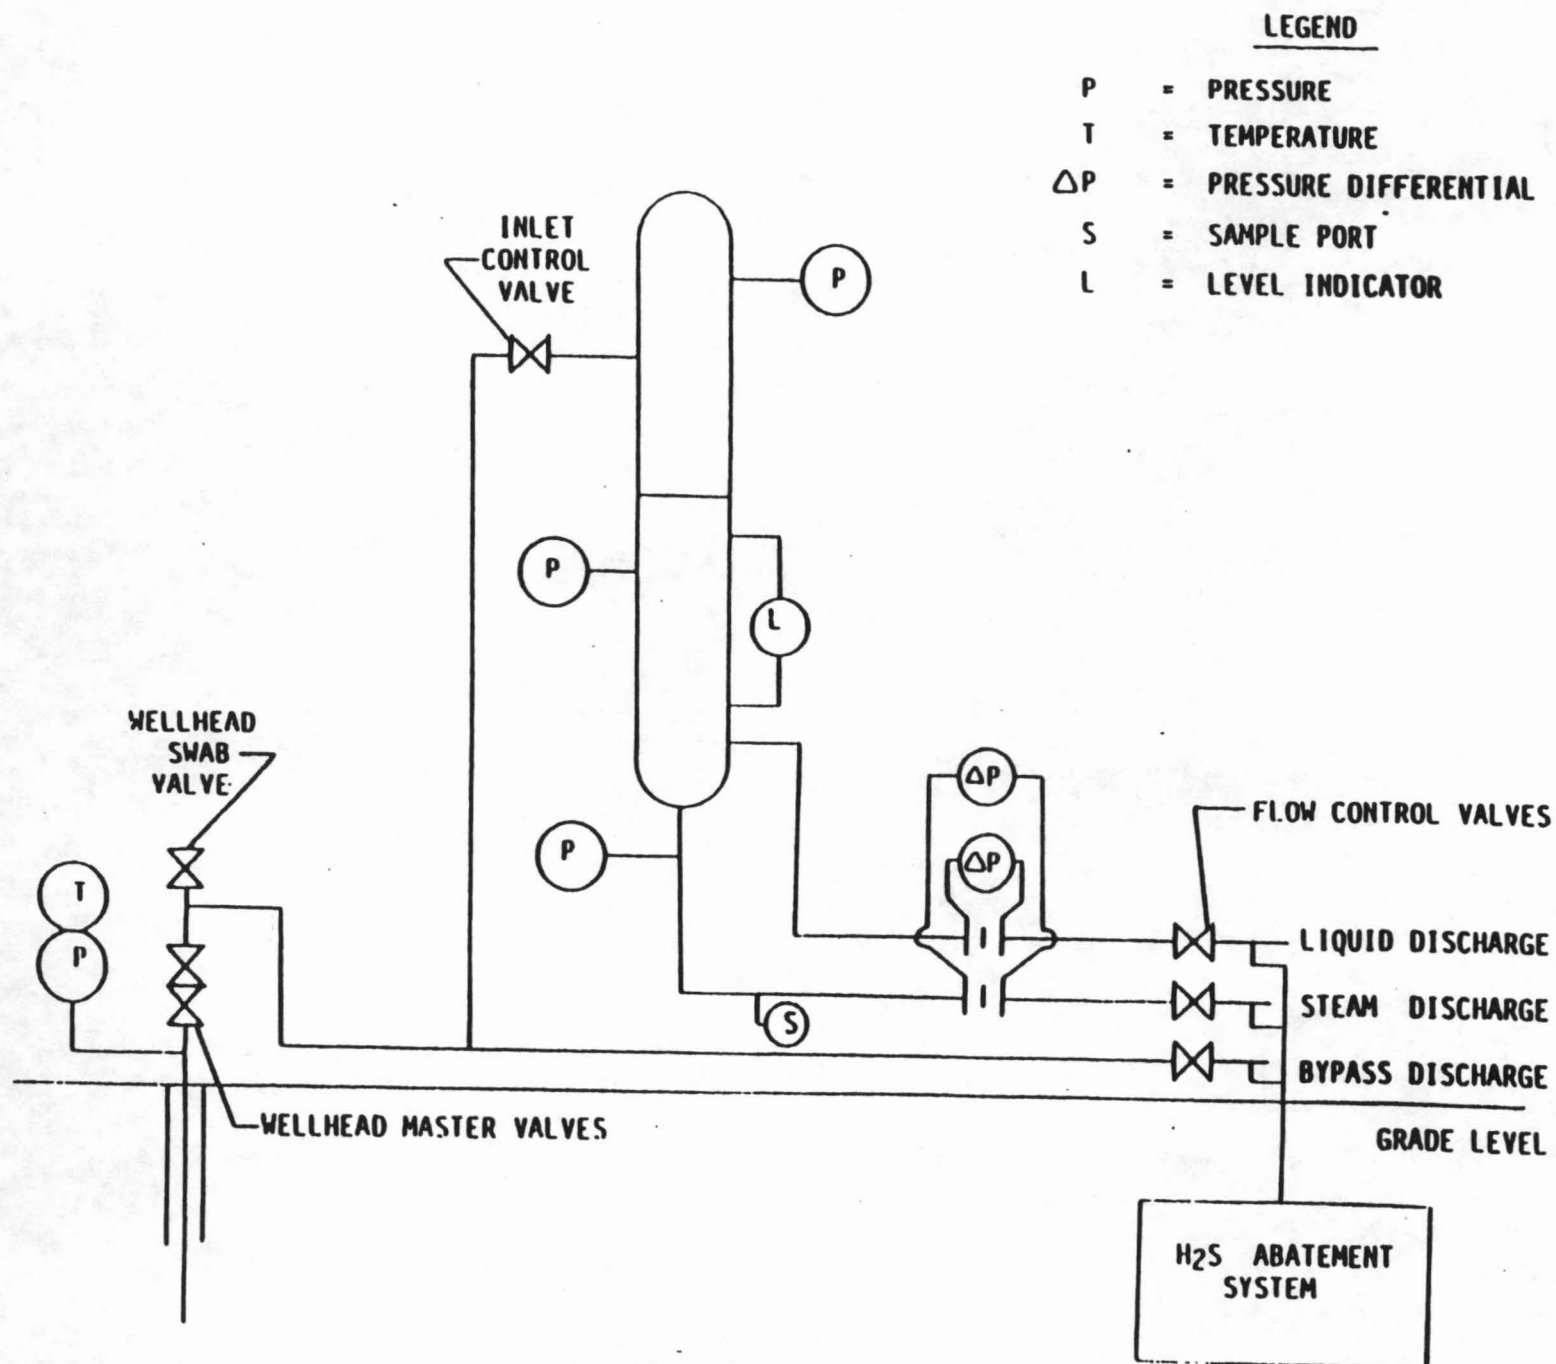 LEGEND
P = PRESSURE
T = TEMPERATURE
ΔP = PRESSURE DIFFERENTIAL
S = SAMPLE PORT
L = LEVEL INDICATOR
INLET
CONTROL
VALVE
P
P
L
WELLHEAD
SWAB
VALVE
ΔP
FLOW CONTROL VALVES
P
ΔP
T
P
LIQUID DISCHARGE
S
STEAM DISCHARGE
BYPASS DISCHARGE
WELLHEAD MASTER VALVES
GRADE LEVEL
H2S ABATEMENT
SYSTEM